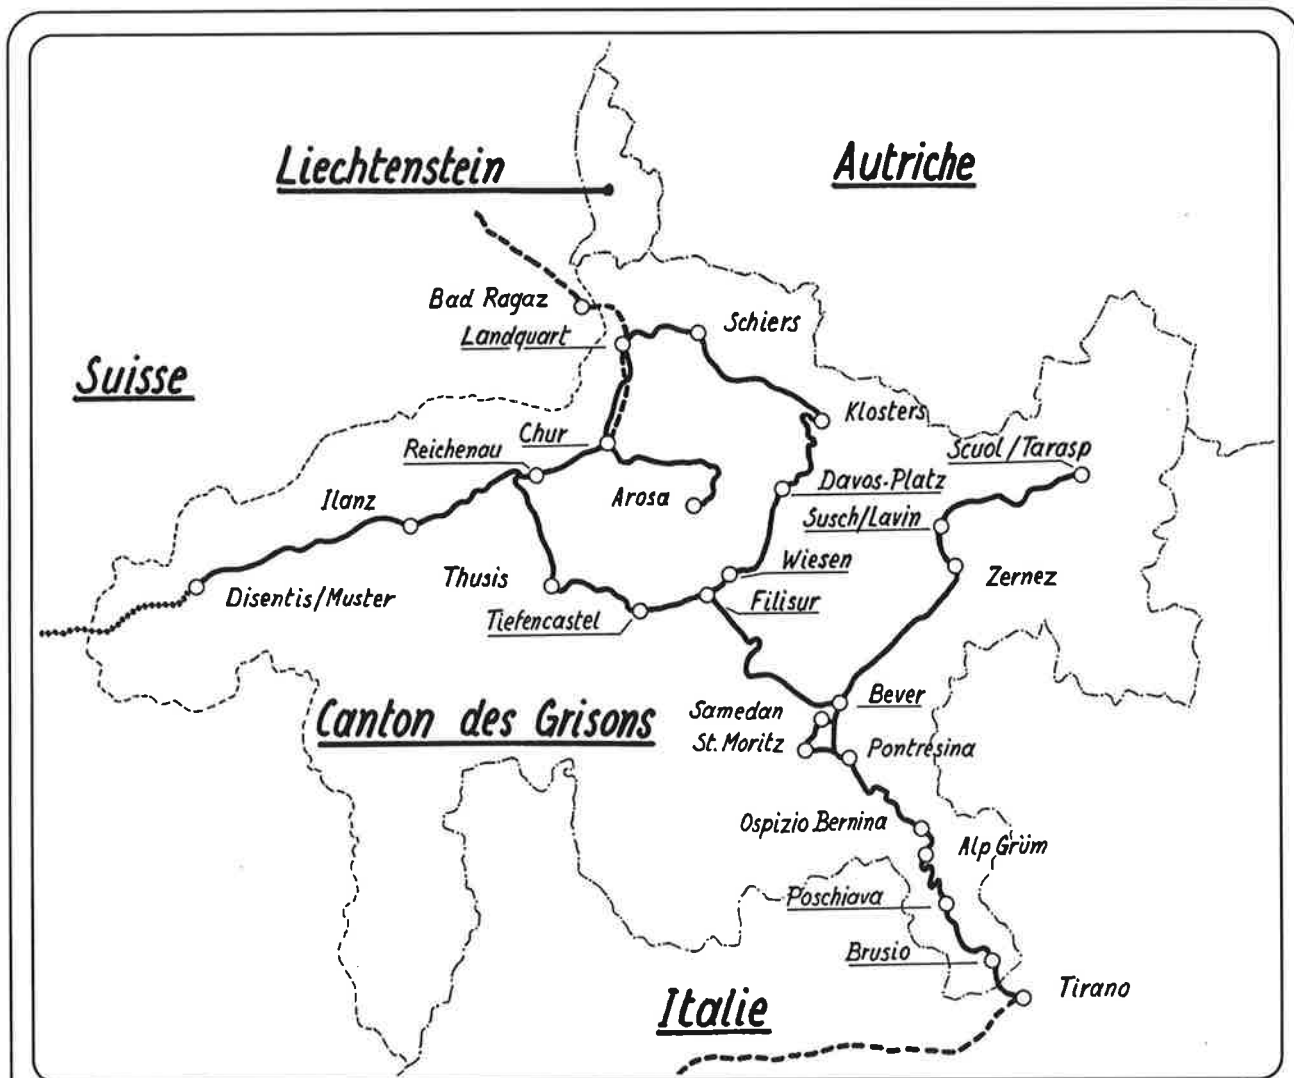 Liechtenstein
Autriche
Bad Ragaz
Landquart
Schiers
Suisse
Klosters
Chur
Reichenau
Scuol/Tarasp
Ilanz
Arosa
Davos-Platz
Susch/Lavin
Thusis
Wiesen
Zernez
Disentis/Muster
Filisur
Tiefencastel
Canton des Grisons
Samedan
Bever
St. Moritz
Pontresina
Ospizio Bernina
Alp Grüm
Poschiava
Brusio
Tirano
Italie